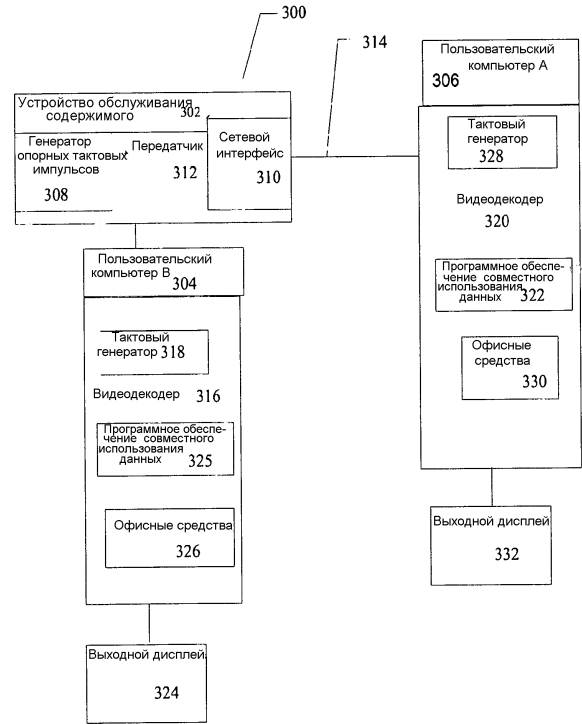 300
314
Пользовательский
компьютер А
306
Устройство обслуживания
содержимого 302
Генератор
опорных тактовых
импульсов
308
Передатчик
312
Сетевой
интерфейс
310
Тактовый
генератор
328
Видеодекодер
320
Программное обеспе-
чение совместного
использования
данных 322
Офисные
средства
330
Выходной дисплей
332
Пользовательский
компьютер В
304
Тактовый
генератор 318
Видеодекодер 316
Программное обеспе-
чение совместного
использования
данных 325
Офисные средства
326
Выходной дисплей
324